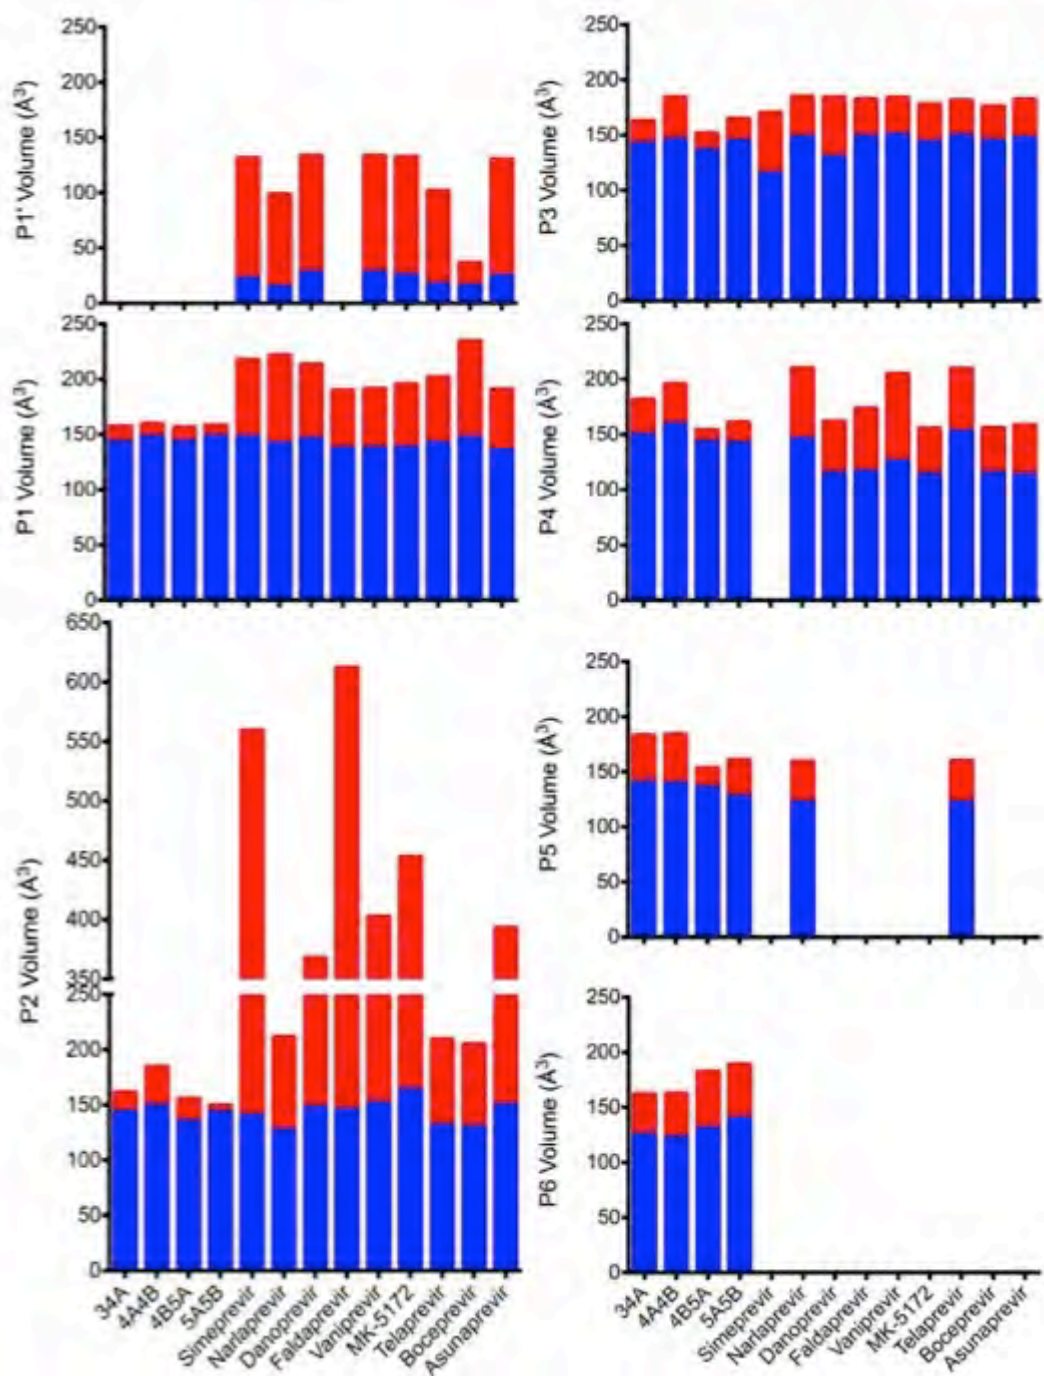 P1' Volume (Å³)
250
200
150
100
50
0
P3 Volume (Å³)
250
200
150
100
50
0
P1 Volume (Å³)
250
200
150
100
50
0
P4 Volume (Å³)
250
200
150
100
50
0
P2 Volume (Å³)
650
600
550
500
450
400
350
250
200
150
100
50
0
34A
4A4B
4B5A
5A5B
Simeprevir
Narlaprevir
Danoprevir
Faldaprevir
Vaniprevir
MK-5172
Telaprevir
Boceprevir
Asunaprevir
P5 Volume (Å³)
250
200
150
100
50
0
P6 Volume (Å³)
250
200
150
100
50
0
34A
4A4B
4B5A
5A5B
Simeprevir
Narlaprevir
Danoprevir
Faldaprevir
Vaniprevir
MK-5172
Telaprevir
Boceprevir
Asunaprevir